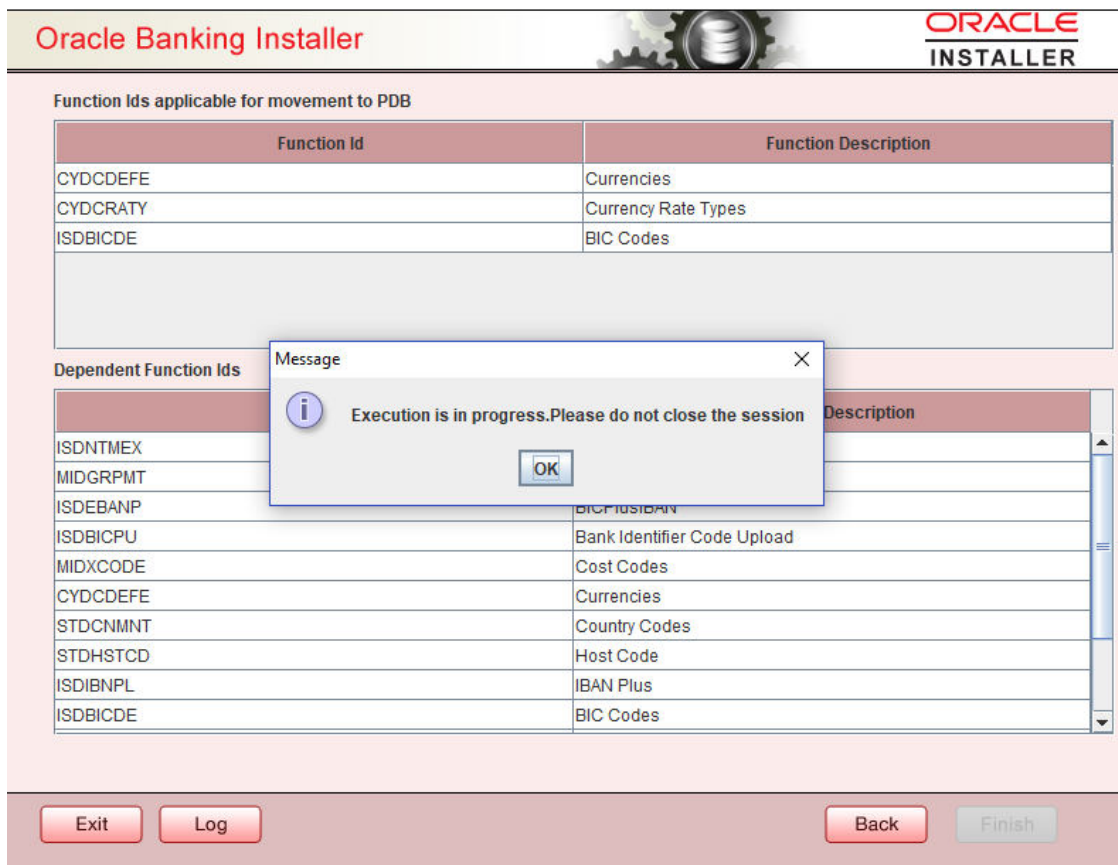 Oracle Banking Installer
ORACLE
INSTALLER
Function Ids applicable for movement to PDB
Function Id Function Description
CYDCDEFE Currencies
CYDCRATY Currency Rate Types
ISDBICDE BIC Codes
Message
Dependent Function Ids
Execution is in progress.Please do not close the session
Description
OK
ISDNTMEX
MIDGRPMT
ISDEBANP BICPlusIBAN
ISDBICPU Bank Identifier Code Upload
MIDXCODE Cost Codes
CYDCDEFE Currencies
STDCNMNT Country Codes
STDHSTCD Host Code
ISDIBNPL IBAN Plus
ISDBICDE BIC Codes
Exit Log Back Finish